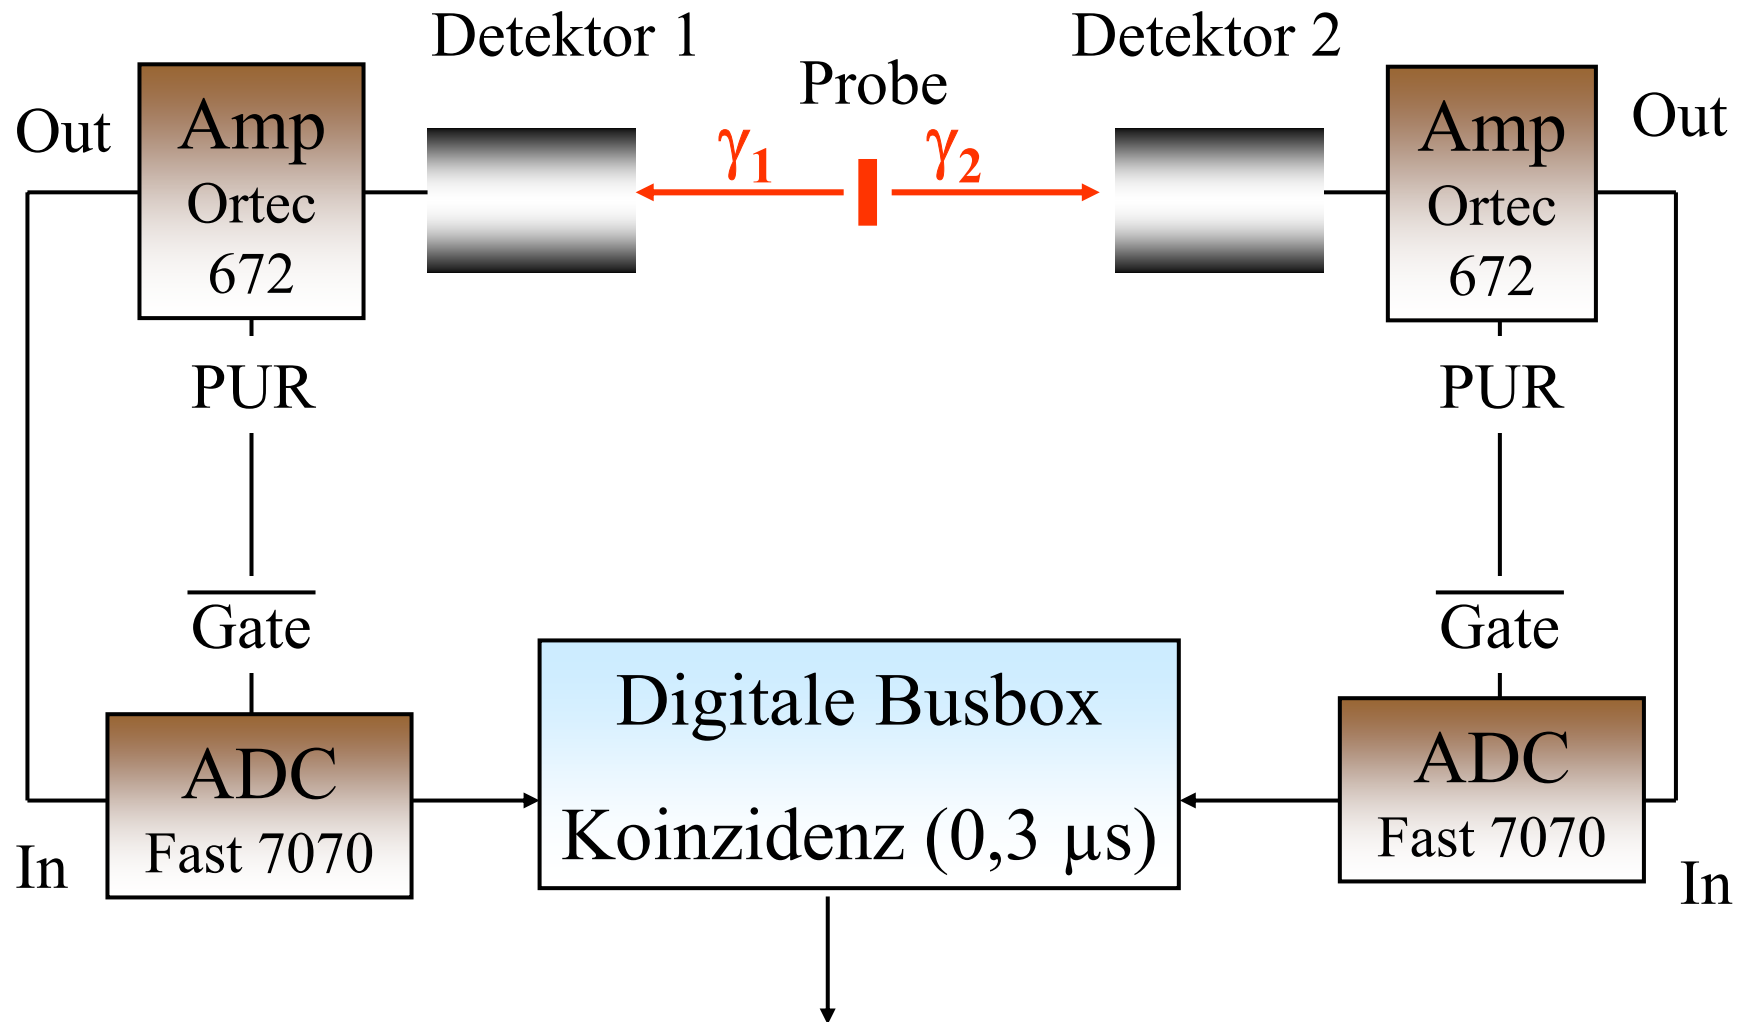 Detektor 1
Detektor 2
Probe
Out
Amp
Ortec
672
γ1
γ2
Amp
Ortec
672
Out
PUR
PUR
Gate
Gate
Digitale Busbox
Koinzidenz (0,3 µs)
ADC
Fast 7070
ADC
Fast 7070
In
In